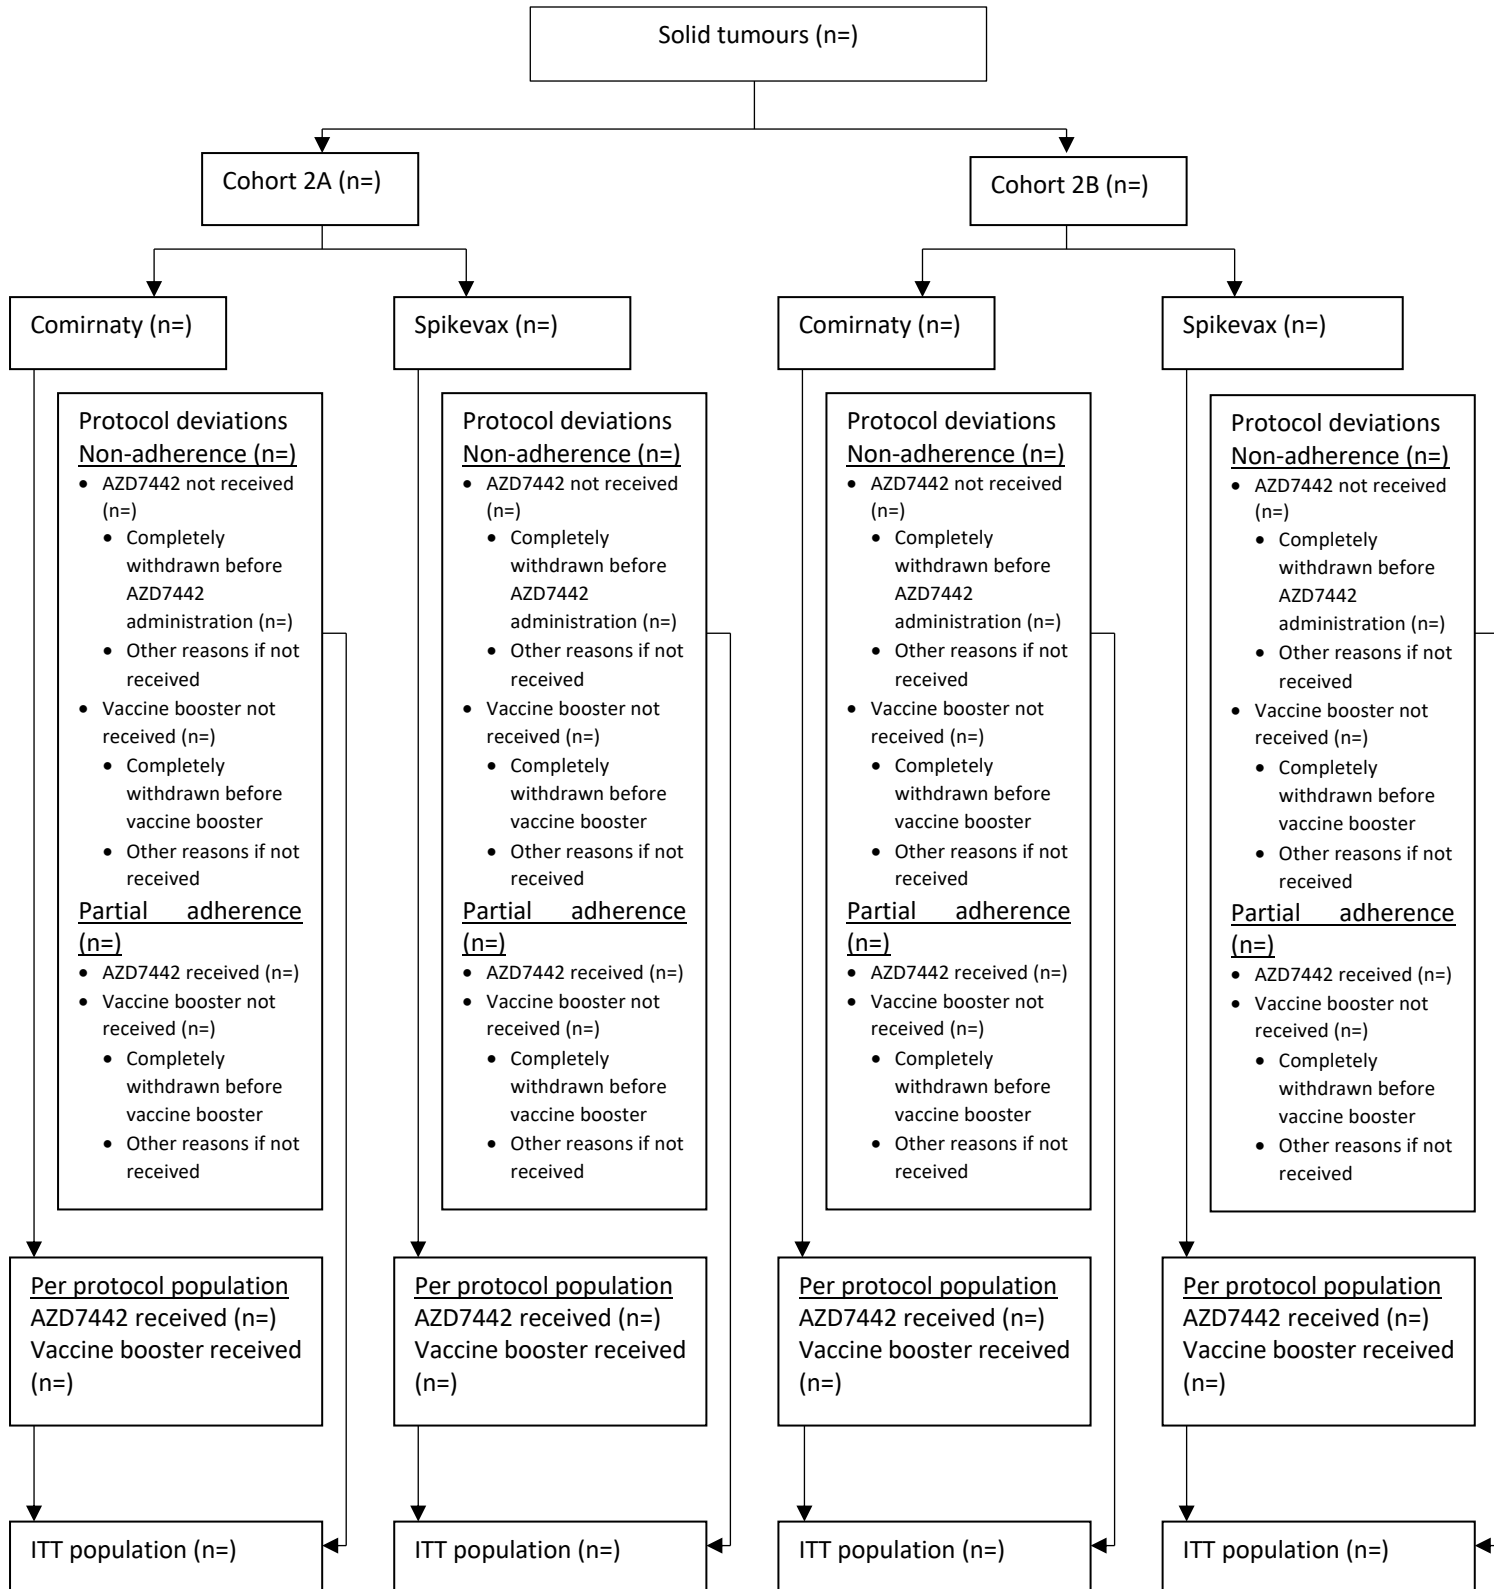 Solid tumours (n=)
Cohort 2A (n=)
Cohort 2B (n=)
Comirnaty (n=)
Spikevax (n=)
Comirnaty (n=)
Spikevax (n=)
Protocol deviations
Non-adherence (n=)
• AZD7442 not received
(n=)
• Completely
withdrawn before
AZD7442
administration (n=)
• Other reasons if not
received
• Vaccine booster not
received (n=)
• Completely
withdrawn before
vaccine booster
• Other reasons if not
received
Partial adherence
(n=)
• AZD7442 received (n=)
• Vaccine booster not
received (n=)
• Completely
withdrawn before
vaccine booster
• Other reasons if not
received
Protocol deviations
Non-adherence (n=)
• AZD7442 not received
(n=)
• Completely
withdrawn before
AZD7442
administration (n=)
• Other reasons if not
received
• Vaccine booster not
received (n=)
• Completely
withdrawn before
vaccine booster
• Other reasons if not
received
Partial adherence
(n=)
• AZD7442 received (n=)
• Vaccine booster not
received (n=)
• Completely
withdrawn before
vaccine booster
• Other reasons if not
received
Protocol deviations
Non-adherence (n=)
• AZD7442 not received
(n=)
• Completely
withdrawn before
AZD7442
administration (n=)
• Other reasons if not
received
• Vaccine booster not
received (n=)
• Completely
withdrawn before
vaccine booster
• Other reasons if not
received
Partial adherence
(n=)
• AZD7442 received (n=)
• Vaccine booster not
received (n=)
• Completely
withdrawn before
vaccine booster
• Other reasons if not
received
Protocol deviations
Non-adherence (n=)
• AZD7442 not received
(n=)
• Completely
withdrawn before
AZD7442
administration (n=)
• Other reasons if not
received
• Vaccine booster not
received (n=)
• Completely
withdrawn before
vaccine booster
• Other reasons if not
received
Partial adherence
(n=)
• AZD7442 received (n=)
• Vaccine booster not
received (n=)
• Completely
withdrawn before
vaccine booster
• Other reasons if not
received
Per protocol population
AZD7442 received (n=)
Vaccine booster received
(n=)
Per protocol population
AZD7442 received (n=)
Vaccine booster received
(n=)
Per protocol population
AZD7442 received (n=)
Vaccine booster received
(n=)
Per protocol population
AZD7442 received (n=)
Vaccine booster received
(n=)
ITT population (n=)
ITT population (n=)
ITT population (n=)
ITT population (n=)